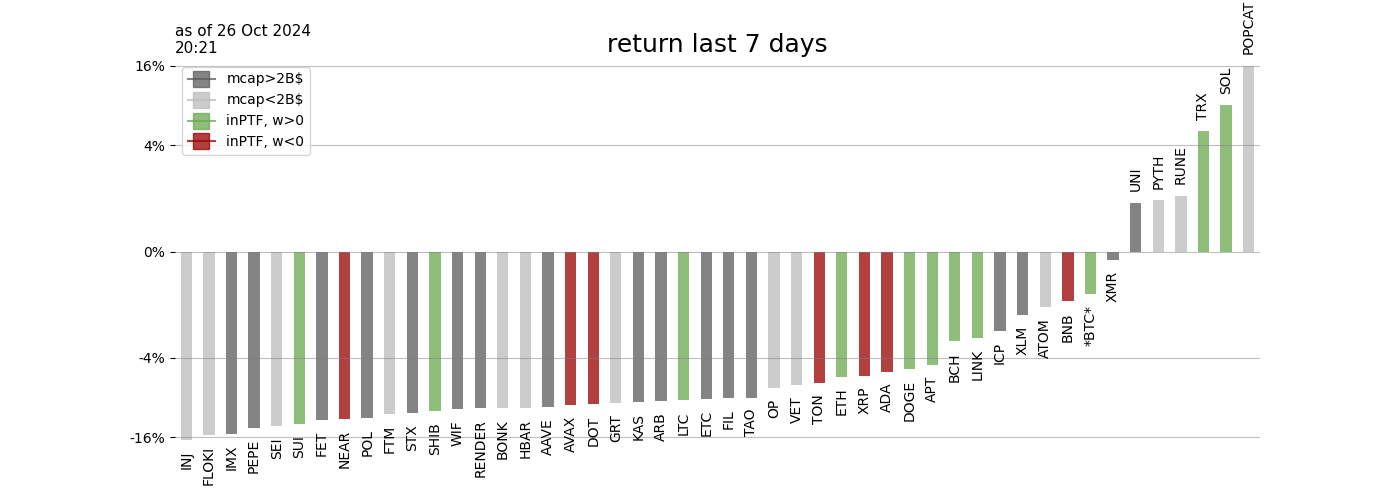 as of 26 Oct 2024
20:21
return last 7 days
mcap>2B$
mcap<2B$
inPTF, w>0
inPTF, w<0
16%
4%
0%
-4%
-16%
INJ
FLOKI
IMX
PEPE
SEI
SUI
FET
NEAR
POL
FTM
STX
SHIB
WIF
RENDER
BONK
HBAR
AAVE
AVAX
DOT
GRT
KAS
ARB
LTC
ETC
FIL
TAO
OP
VET
TON
ETH
XRP
ADA
DOGE
APT
BCH
LINK
ICP
XLM
ATOM
BNB
*BTC*
XMR
UNI
PYTH
RUNE
TRX
SOL
POPCAT